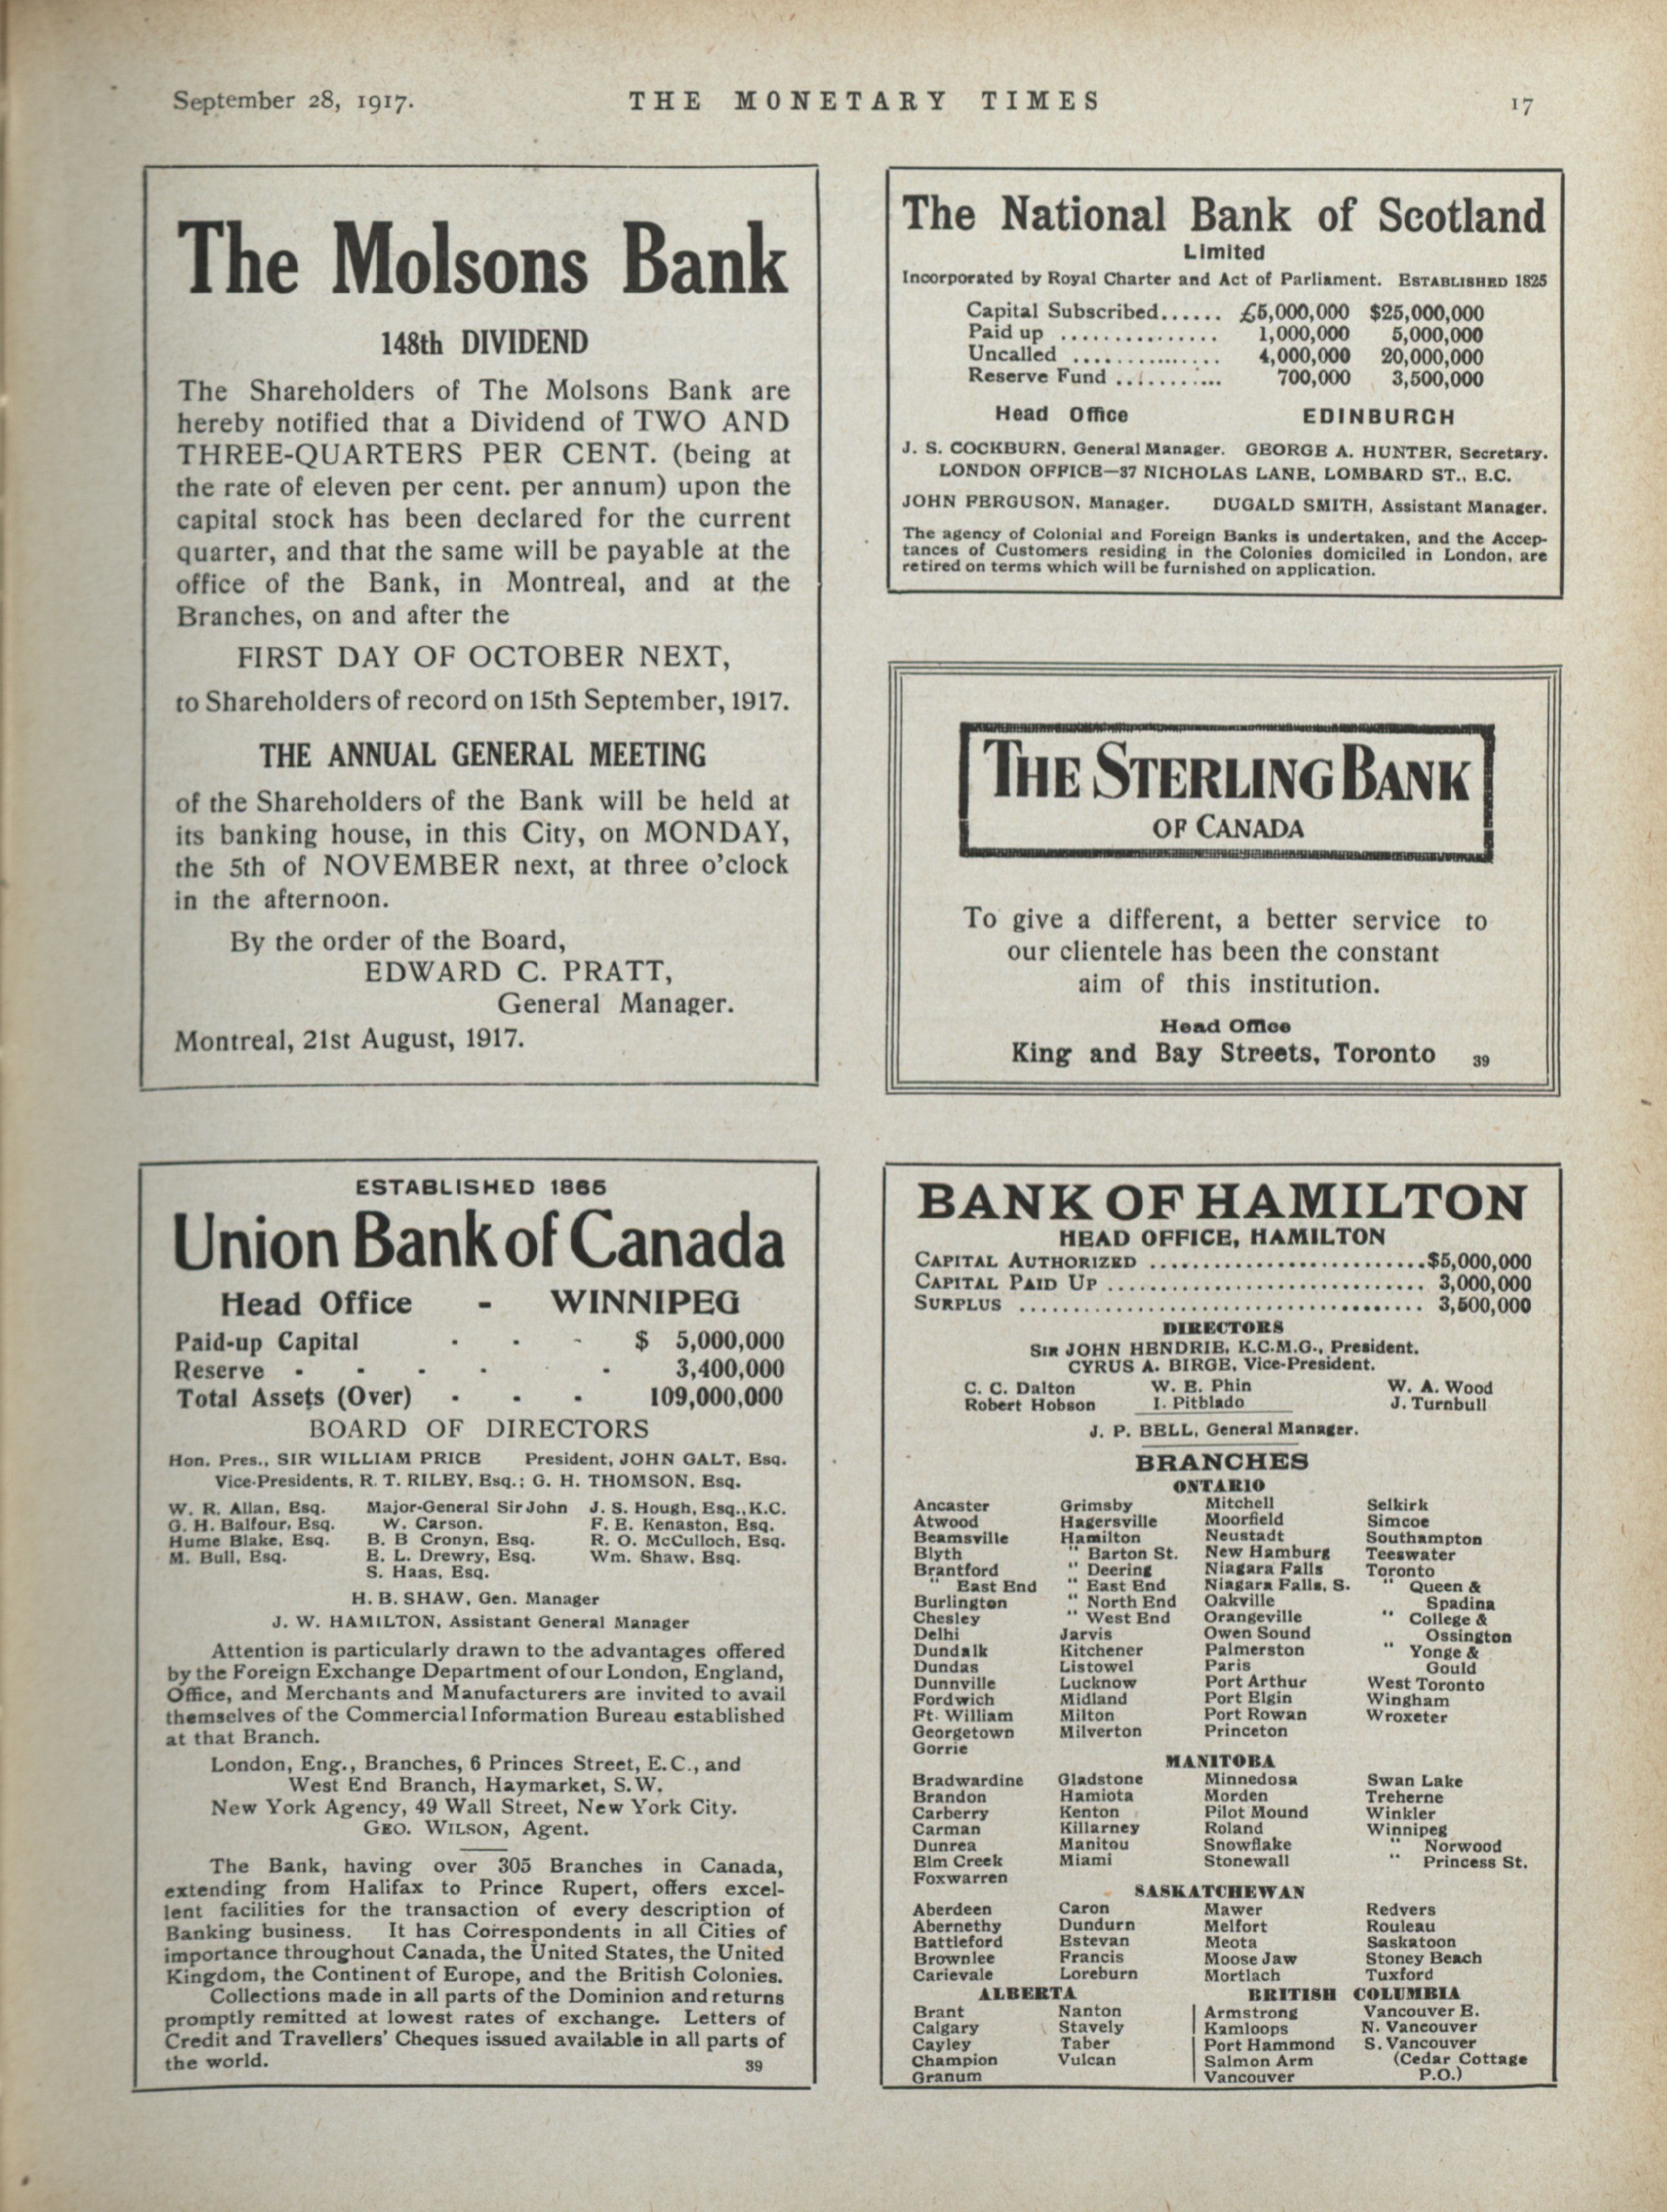 September 28, 1917.
THE MONETARY TIMES
17
The Molsons Bank
148th DIVIDEND
The Shareholders of The Molsons Bank are
hereby notified that a Dividend of TWO AND
THREE-QUARTERS PER CENT. (being at
the rate of eleven per cent. per annum) upon the
capital stock has been declared for the current
quarter, and that the same will be payable at the
office of the Bank, in Montreal, and at the
Branches, on and after the
FIRST DAY OF OCTOBER NEXT,
to Shareholders of record on 15th September, 1917.
THE ANNUAL GENERAL MEETING
of the Shareholders of the Bank will be held at
its banking house, in this City, on MONDAY,
the 5th of NOVEMBER next, at three o'clock
in the afternoon.
By the order of the Board,
EDWARD C. PRATT,
General Manager.
Montreal, 21st August, 1917.
The National Bank of Scotland
Limited
Incorporated by Royal Charter and Act of Parliament. ESTABLISHED 1825
Capital Subscribed...... £5,000,000 $25,000,000
Paid up ............... 1,000,000 5,000,000
Uncalled ............... 4,000,000 20,000,000
Reserve Fund ........... 700,000 3,500,000
Head Office EDINBURGH
J. S. COCKBURN, General Manager. GEORGE A. HUNTER, Secretary.
LONDON OFFICE—37 NICHOLAS LANE, LOMBARD ST., E.C.
JOHN FERGUSON, Manager. DUGALD SMITH, Assistant Manager.
The agency of Colonial and Foreign Banks is undertaken, and the Accep-
tances of Customers residing in the Colonies domiciled in London, are
retired on terms which will be furnished on application.
THE STERLING BANK
OF CANADA
To give a different, a better service to
our clientele has been the constant
aim of this institution.
Head Office
King and Bay Streets, Toronto 39
ESTABLISHED 1865
Union Bank of Canada
Head Office - WINNIPEG
Paid-up Capital - - - $ 5,000,000
Reserve - - - - - 3,400,000
Total Assets (Over) - - - 109,000,000
BOARD OF DIRECTORS
Hon. Pres., SIR WILLIAM PRICE President, JOHN GALT, Esq.
Vice-Presidents, R. T. RILEY, Esq.; G. H. THOMSON, Esq.
W. R. Allan, Esq. Major-General Sir John J. S. Hough, Esq., K.C.
G. H. Balfour, Esq. W. Carson. F. E. Kenaston, Esq.
Hume Blake, Esq. B. B Cronyn, Esq. R. O. McCulloch, Esq.
M. Bull, Esq. E. L. Drewry, Esq. Wm. Shaw, Esq.
S. Haas, Esq.
H. B. SHAW, Gen. Manager
J. W. HAMILTON, Assistant General Manager
Attention is particularly drawn to the advantages offered
by the Foreign Exchange Department of our London, England,
Office, and Merchants and Manufacturers are invited to avail
themselves of the Commercial Information Bureau established
at that Branch.
London, Eng., Branches, 6 Princes Street, E.C., and
West End Branch, Haymarket, S.W.
New York Agency, 49 Wall Street, New York City.
GEO. WILSON, Agent.
The Bank, having over 305 Branches in Canada,
extending from Halifax to Prince Rupert, offers excel-
lent facilities for the transaction of every description of
Banking business. It has Correspondents in all Cities of
importance throughout Canada, the United States, the United
Kingdom, the Continent of Europe, and the British Colonies.
Collections made in all parts of the Dominion and returns
promptly remitted at lowest rates of exchange. Letters of
Credit and Travellers' Cheques issued available in all parts of
the world. 39
BANK OF HAMILTON
HEAD OFFICE, HAMILTON
CAPITAL AUTHORIZED ..........................$5,000,000
CAPITAL PAID UP .............................. 3,000,000
SURPLUS ...................................... 3,500,000
DIRECTORS
SIR JOHN HENDRIE, K.C.M.G., President.
CYRUS A. BIRGE, Vice-President.
C. C. Dalton W. E. Phin W. A. Wood
Robert Hobson I. Pitblado J. Turnbull
J. P. BELL, General Manager.
BRANCHES
ONTARIO
Ancaster Grimsby Mitchell Selkirk
Atwood Hagersville Moorfield Simcoe
Beamsville Hamilton Neustadt Southampton
Blyth " Barton St. New Hamburg Teeswater
Brantford " Deering Niagara Falls Toronto
" East End " East End Niagara Falls, S. " Queen &
Burlington " North End Oakville Spadina
Chesley " West End Orangeville " College &
Delhi Jarvis Owen Sound Ossington
Dundalk Kitchener Palmerston " Yonge &
Dundas Listowel Paris Gould
Dunnville Lucknow Port Arthur West Toronto
Fordwich Midland Port Elgin Wingham
Ft. William Milton Port Rowan Wroxeter
Georgetown Milverton Princeton
Gorrie
MANITOBA
Bradwardine Gladstone Minnedosa Swan Lake
Brandon Hamiota Morden Treherne
Carberry Kenton Pilot Mound Winkler
Carman Killarney Roland Winnipeg
Dunrea Manitou Snowflake " Norwood
Elm Creek Miami Stonewall " Princess St.
Foxwarren
SASKATCHEWAN
Aberdeen Caron Mawer Redvers
Abernethy Dundurn Melfort Rouleau
Battleford Estevan Meota Saskatoon
Brownlee Francis Moose Jaw Stoney Beach
Carievale Loreburn Mortlach Tuxford
ALBERTA BRITISH COLUMBIA
Brant Nanton Armstrong Vancouver E.
Calgary Stavely Kamloops N. Vancouver
Cayley Taber Port Hammond S. Vancouver
Champion Vulcan Salmon Arm (Cedar Cottage
Granum Vancouver P.O.)